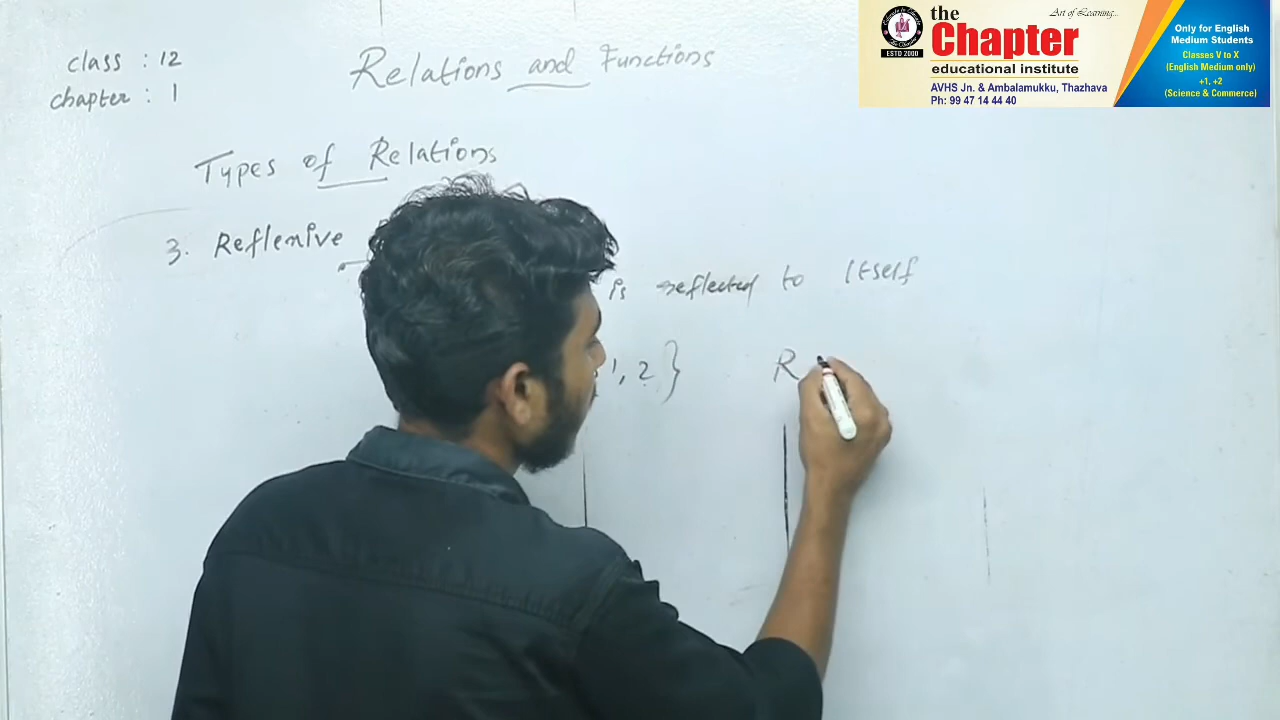 class : 12
chapter : 1
Relations and Functions
Types of Relations
3. Reflexive
is reflected to itself
1, 2 }
R
the
Chapter
educational institute
Art of Learning...
ESTD 2000
AVHS Jn. & Ambalamukku, Thazhava
Ph: 99 47 14 44 40
Only for English
Medium Students
Classes V to X
(English Medium only)
+1, +2
(Science & Commerce)